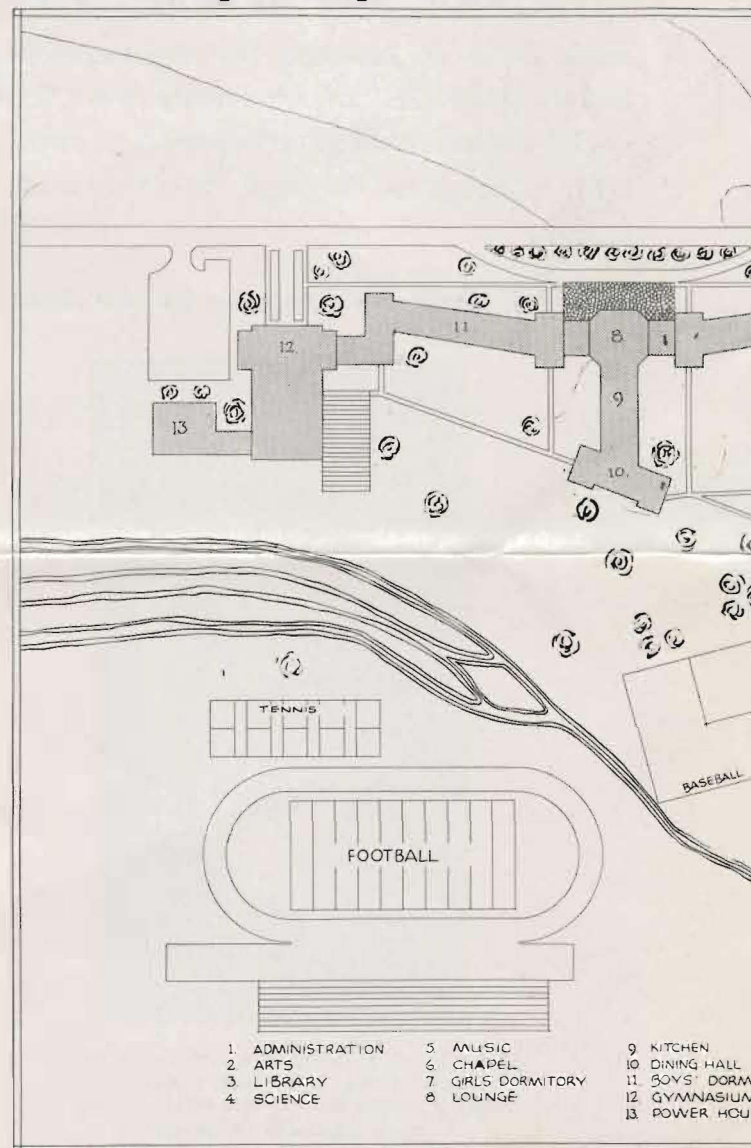 11
12
8
9
13
10
TENNIS
BASEBALL
FOOTBALL
1. ADMINISTRATION
2 ARTS
3. LIBRARY
4 SCIENCE
5. MUSIC
6. CHAPEL
7. GIRLS' DORMITORY
8 LOUNGE
9. KITCHEN
10 DINING HALL
11. BOYS' DORM
12. GYMNASIUM
13. POWER HOU